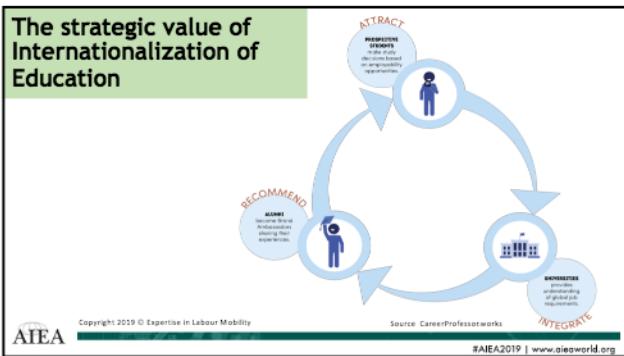 The strategic value of
Internationalization of
Education
ATTRACT
PROSPECTIVE
STUDENTS
make study
decisions based
on employability
opportunities.
RECOMMEND
ALUMNI
become Brand
Ambassadors
sharing their
experiences.
UNIVERSITIES
provides
understanding
of global job
requirements.
INTEGRATE
Copyright 2019 © Expertise in Labour Mobility
Source CareerProfessor.works
AIEA
#AIEA2019 | www.aieaworld.org